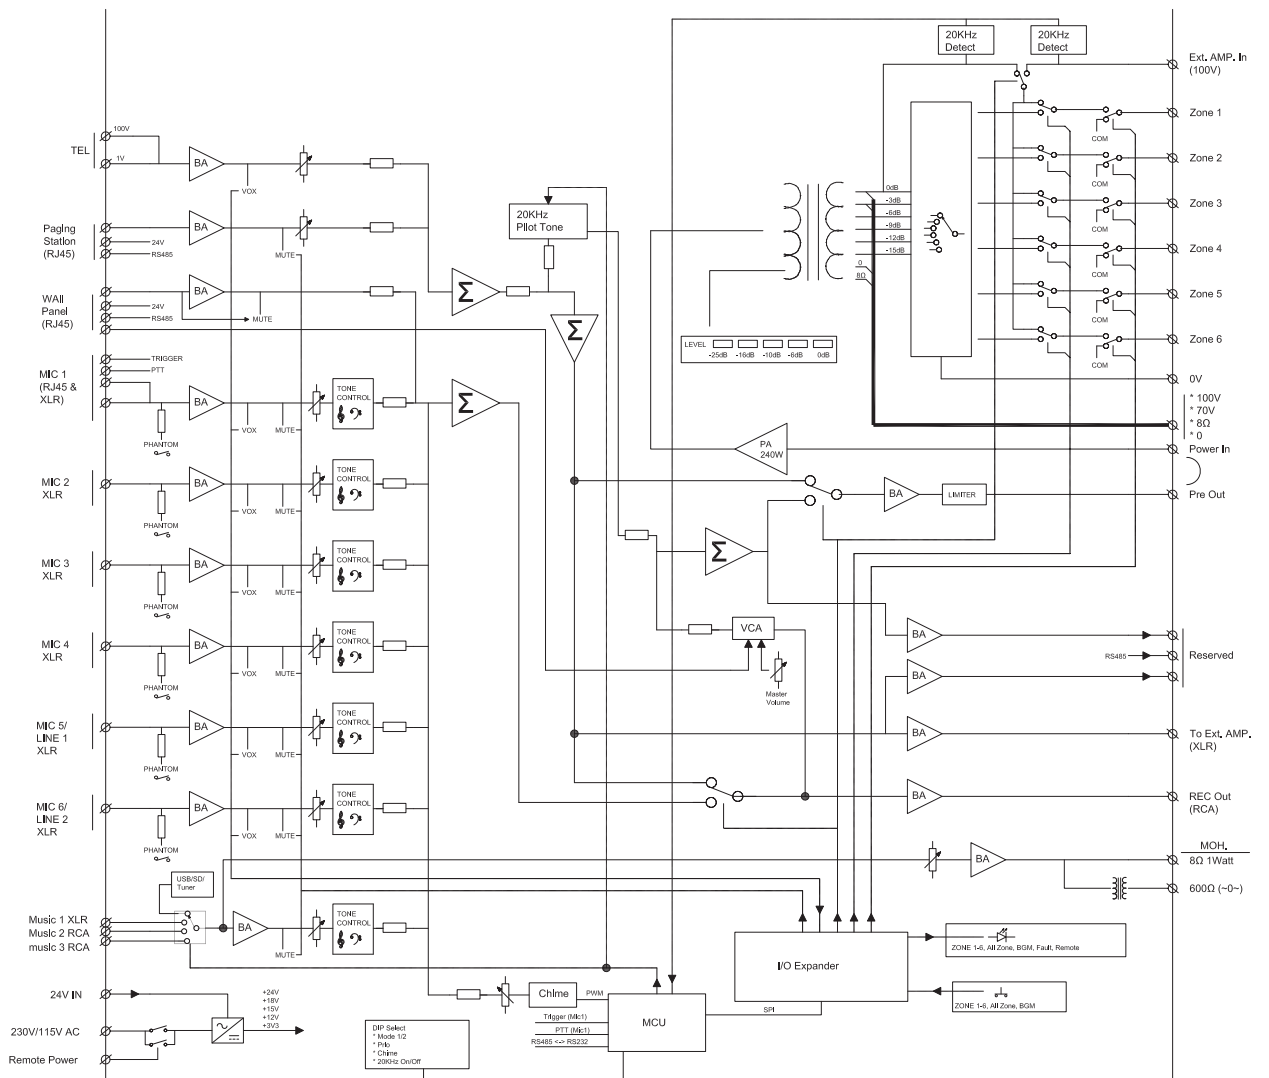 20KHz
Detect
20KHz
Detect
Ext. AMP. In
(100V)
Zone 1
COM
Zone 2
COM
Zone 3
COM
Zone 4
COM
Zone 5
COM
Zone 6
COM
0V
* 100V
* 70V
* 8Ω
* 0
Power In
Pre Out
TEL
100V
1V
BA
VOX
Paging
Station
(RJ45)
24V
RS485
BA
MUTE
Wall
Panel
(RJ45)
24V
RS485
BA
MUTE
20KHz
Pilot Tone
Σ
Σ
0dB
-3dB
-6dB
-9dB
-12dB
-15dB
0
8Ω
LEVEL
-25dB
-16dB
-10dB
-6dB
0dB
MIC 1
(RJ45 &
XLR)
TRIGGER
PTT
PHANTOM
BA
VOX
MUTE
TONE
CONTROL
Σ
PA
240W
MIC 2
XLR
PHANTOM
BA
VOX
MUTE
TONE
CONTROL
BA
LIMITER
MIC 3
XLR
PHANTOM
BA
VOX
MUTE
TONE
CONTROL
Σ
MIC 4
XLR
PHANTOM
BA
VOX
MUTE
TONE
CONTROL
VCA
Master
Volume
BA
RS485
BA
Reserved
MIC 5/
LINE 1
XLR
PHANTOM
BA
VOX
MUTE
TONE
CONTROL
BA
To Ext. AMP.
(XLR)
MIC 6/
LINE 2
XLR
PHANTOM
BA
VOX
MUTE
TONE
CONTROL
BA
REC Out
(RCA)
MOH.
8Ω 1Watt
600Ω (~0~)
BA
USB/SD/
Tuner
Music 1 XLR
Music 2 RCA
music 3 RCA
BA
MUTE
TONE
CONTROL
I/O Expander
ZONE 1-6, All Zone, BGM, Fault, Remote
ZONE 1-6, All Zone, BGM
24V IN
230V/115V AC
Remote Power
+24V
+18V
+15V
+12V
+3V3
Chime
PWM
MCU
SPI
Trigger (Mic1)
PTT (Mic1)
RS485 <-> RS232
DIP Select
* Mode 1/2
* Prio
* Chime
* 20KHz On/Off